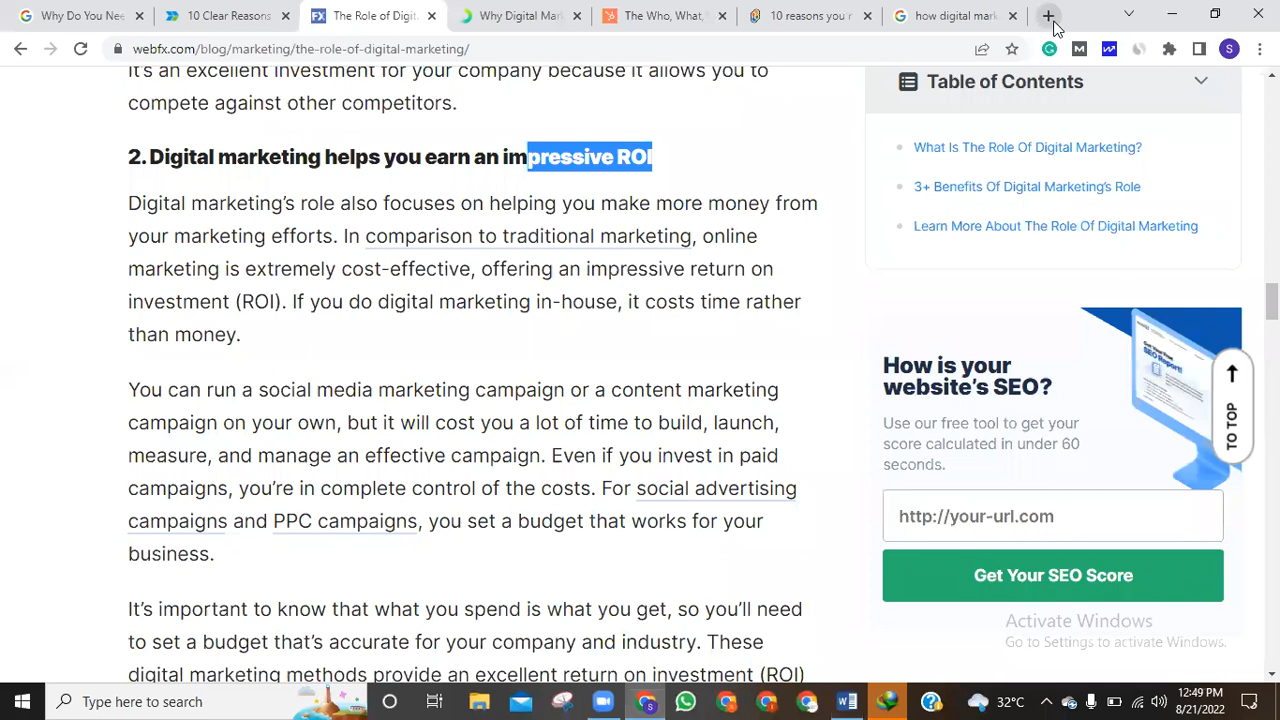 Why Do You Ne
10 Clear Reasons
The Role of Digit
Why Digital Mar
The Who, What,
10 reasons you r
how digital mark
webfx.com/blog/marketing/the-role-of-digital-marketing/
It's an excellent investment for your company because it allows you to
compete against other competitors.
2. Digital marketing helps you earn an impressive ROI
Digital marketing's role also focuses on helping you make more money from
your marketing efforts. In comparison to traditional marketing, online
marketing is extremely cost-effective, offering an impressive return on
investment (ROI). If you do digital marketing in-house, it costs time rather
than money.
You can run a social media marketing campaign or a content marketing
campaign on your own, but it will cost you a lot of time to build, launch,
measure, and manage an effective campaign. Even if you invest in paid
campaigns, you're in complete control of the costs. For social advertising
campaigns and PPC campaigns, you set a budget that works for your
business.
It's important to know that what you spend is what you get, so you'll need
to set a budget that's accurate for your company and industry. These
digital marketing methods provide an excellent return on investment (ROI)
Table of Contents
What Is The Role Of Digital Marketing?
3+ Benefits Of Digital Marketing's Role
Learn More About The Role Of Digital Marketing
How is your
website's SEO?
Use our free tool to get your
score calculated in under 60
seconds.
http://your-url.com
Get Your SEO Score
TO TOP
Activate Windows
Go to Settings to activate Windows.
Type here to search
32°C
12:49 PM
8/21/2022